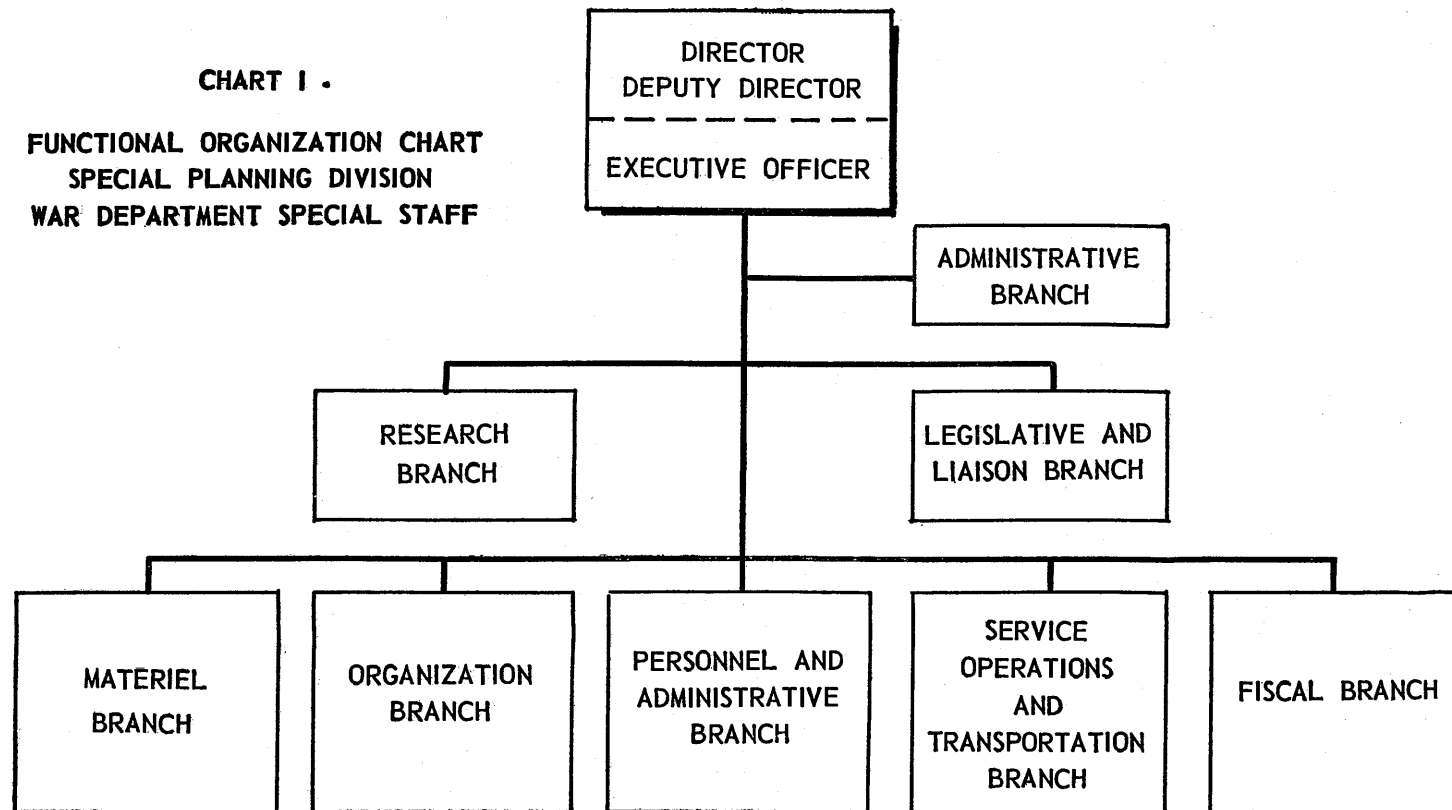 CHART I.
FUNCTIONAL ORGANIZATION CHART
SPECIAL PLANNING DIVISION
WAR DEPARTMENT SPECIAL STAFF
DIRECTOR
DEPUTY DIRECTOR
EXECUTIVE OFFICER
ADMINISTRATIVE
BRANCH
RESEARCH
BRANCH
LEGISLATIVE AND
LIAISON BRANCH
MATERIEL
BRANCH
ORGANIZATION
BRANCH
PERSONNEL AND
ADMINISTRATIVE
BRANCH
SERVICE
OPERATIONS
AND
TRANSPORTATION
BRANCH
FISCAL BRANCH